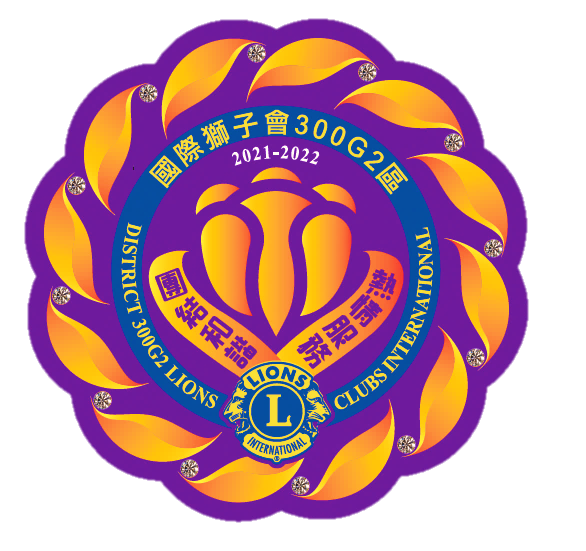 國際獅子會300G2區
2021-2022
團結和諧
熱情服務
DISTRICT 300G2 LIONS
CLUBS INTERNATIONAL
LIONS
L
INTERNATIONAL
®